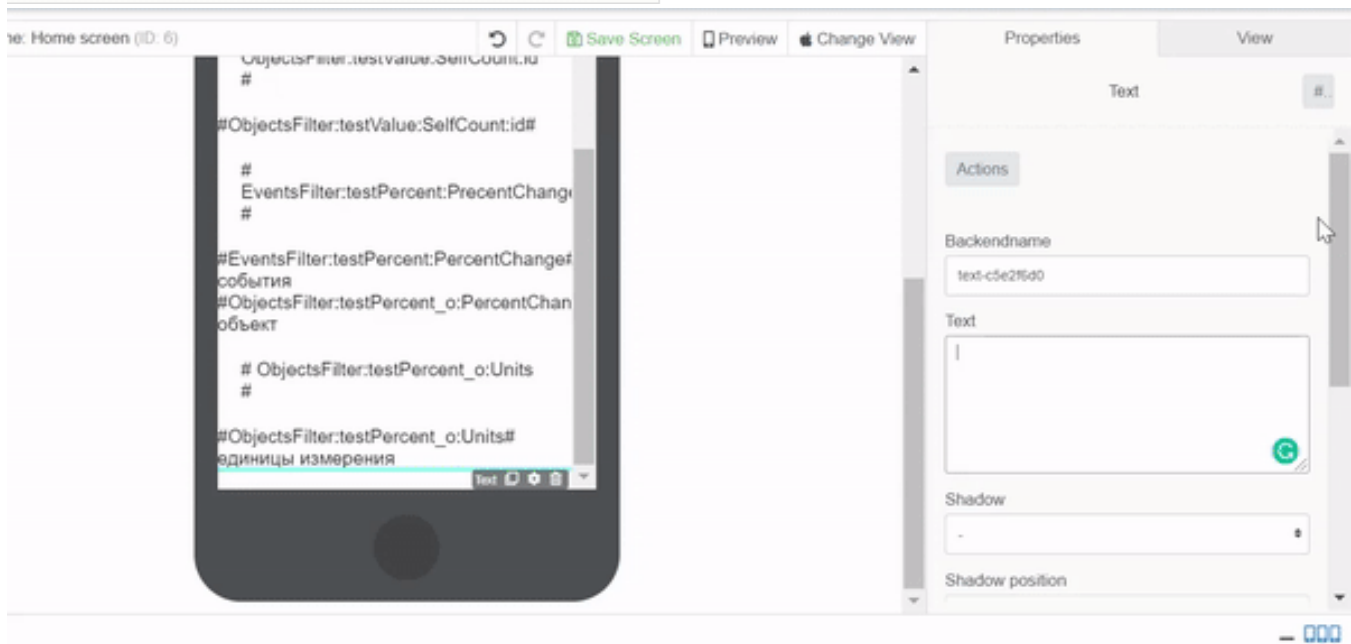 ne: Home screen (ID: 6)
Save Screen
Preview
Change View
Properties
View
ObjectsFilter:testValue:SelfCount:id
#
#ObjectsFilter:testValue:SelfCount:id#
#
EventsFilter:testPercent:PrecentChange
#
#EventsFilter:testPercent:PercentChange#
события
#ObjectsFilter:testPercent_o:PercentChan
объект
# ObjectsFilter:testPercent_o:Units
#
#ObjectsFilter:testPercent_o:Units#
единицы измерения
Text
Text
#..
Actions
Backendname
text-c5e2f6d0
Text
Shadow
-
Shadow position